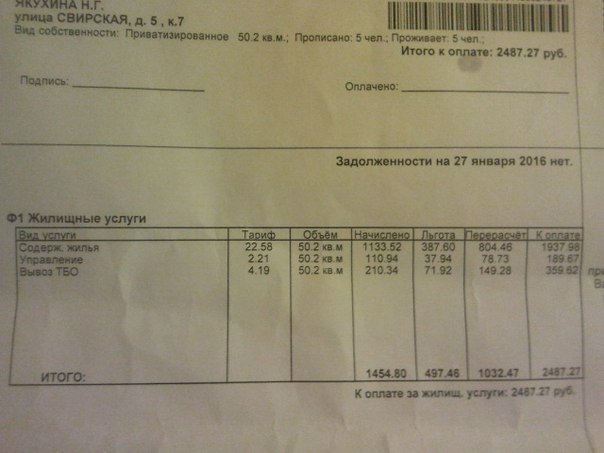 ЯКУХИНА Н.Г.
улица СВИРСКАЯ, д. 5 , к.7
Вид собственности: Приватизированное 50.2 кв.м.; Прописано: 5 чел.; Проживает: 5 чел.;
Итого к оплате: 2487.27 руб.
Подпись: Оплачено:
Задолженности на 27 января 2016 нет.
Ф1 Жилищные услуги
Вид услуги Тариф Объём Начислено Льгота Перерасчёт К оплате
Содерж. жилья 22.58 50.2 кв.м 1133.52 387.60 804.46 1937.98
Управление 2.21 50.2 кв.м 110.94 37.94 78.73 189.67
Вывоз ТБО 4.19 50.2 кв.м 210.34 71.92 149.28 359.62
ИТОГО: 1454.80 497.46 1032.47 2487.27
К оплате за жилищ. услуги: 2487.27 руб.